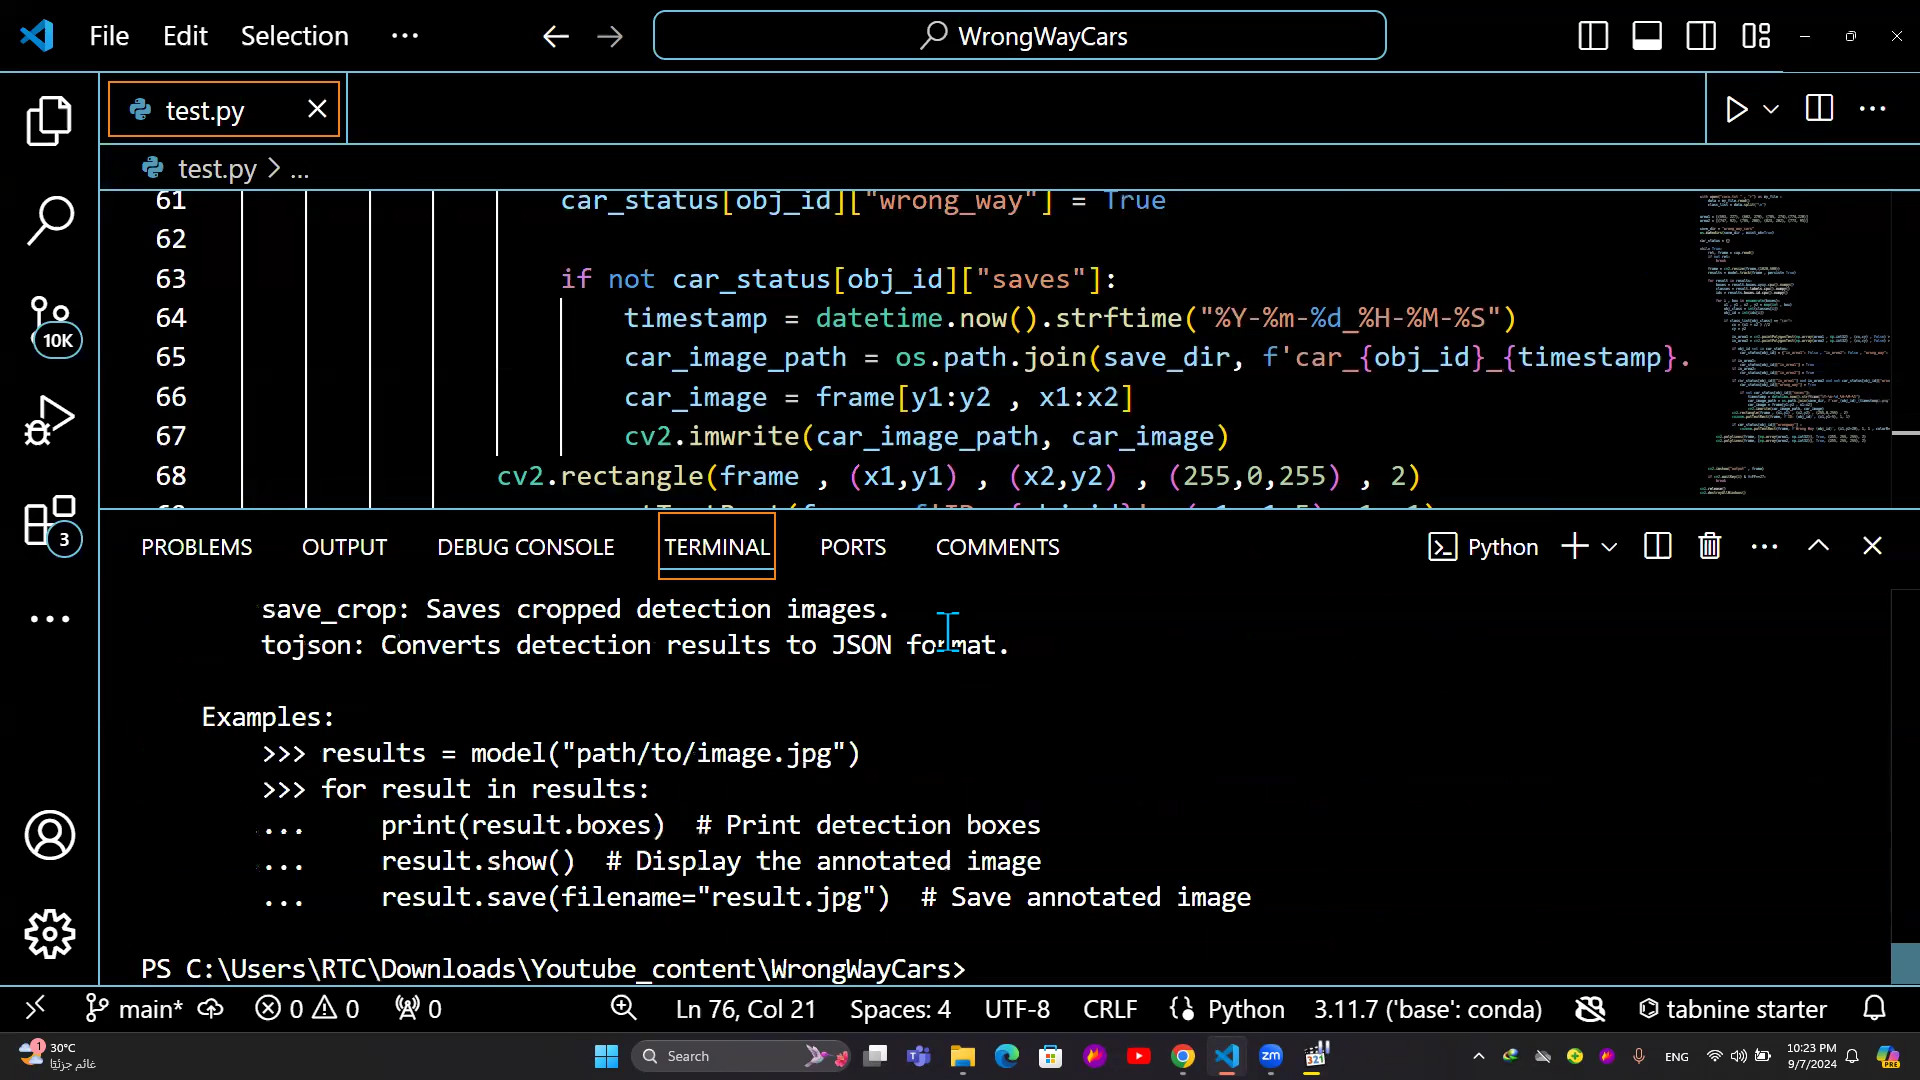 File Edit Selection ··· WrongWayCars
test.py
test.py > ...
61 car_status[obj_id]["wrong_way"] = True
62
63 if not car_status[obj_id]["saves"]:
64 timestamp = datetime.now().strftime("%Y-%m-%d_%H-%M-%S")
65 car_image_path = os.path.join(save_dir, f'car_{obj_id}_{timestamp}.
66 car_image = frame[y1:y2 , x1:x2]
67 cv2.imwrite(car_image_path, car_image)
68 cv2.rectangle(frame , (x1,y1) , (x2,y2) , (255,0,255) , 2)
PROBLEMS OUTPUT DEBUG CONSOLE TERMINAL PORTS COMMENTS Python
save_crop: Saves cropped detection images.
tojson: Converts detection results to JSON format.
Examples:
>>> results = model("path/to/image.jpg")
>>> for result in results:
... print(result.boxes) # Print detection boxes
... result.show() # Display the annotated image
... result.save(filename="result.jpg") # Save annotated image
PS C:\Users\RTC\Downloads\Youtube_content\WrongWayCars>
10K
3
main* 0 0 0 Ln 76, Col 21 Spaces: 4 UTF-8 CRLF Python 3.11.7 ('base': conda) tabnine starter
1 30°C
غائم جزئيًا
Search
zm
321
ENG
10:23 PM
9/7/2024
PRE